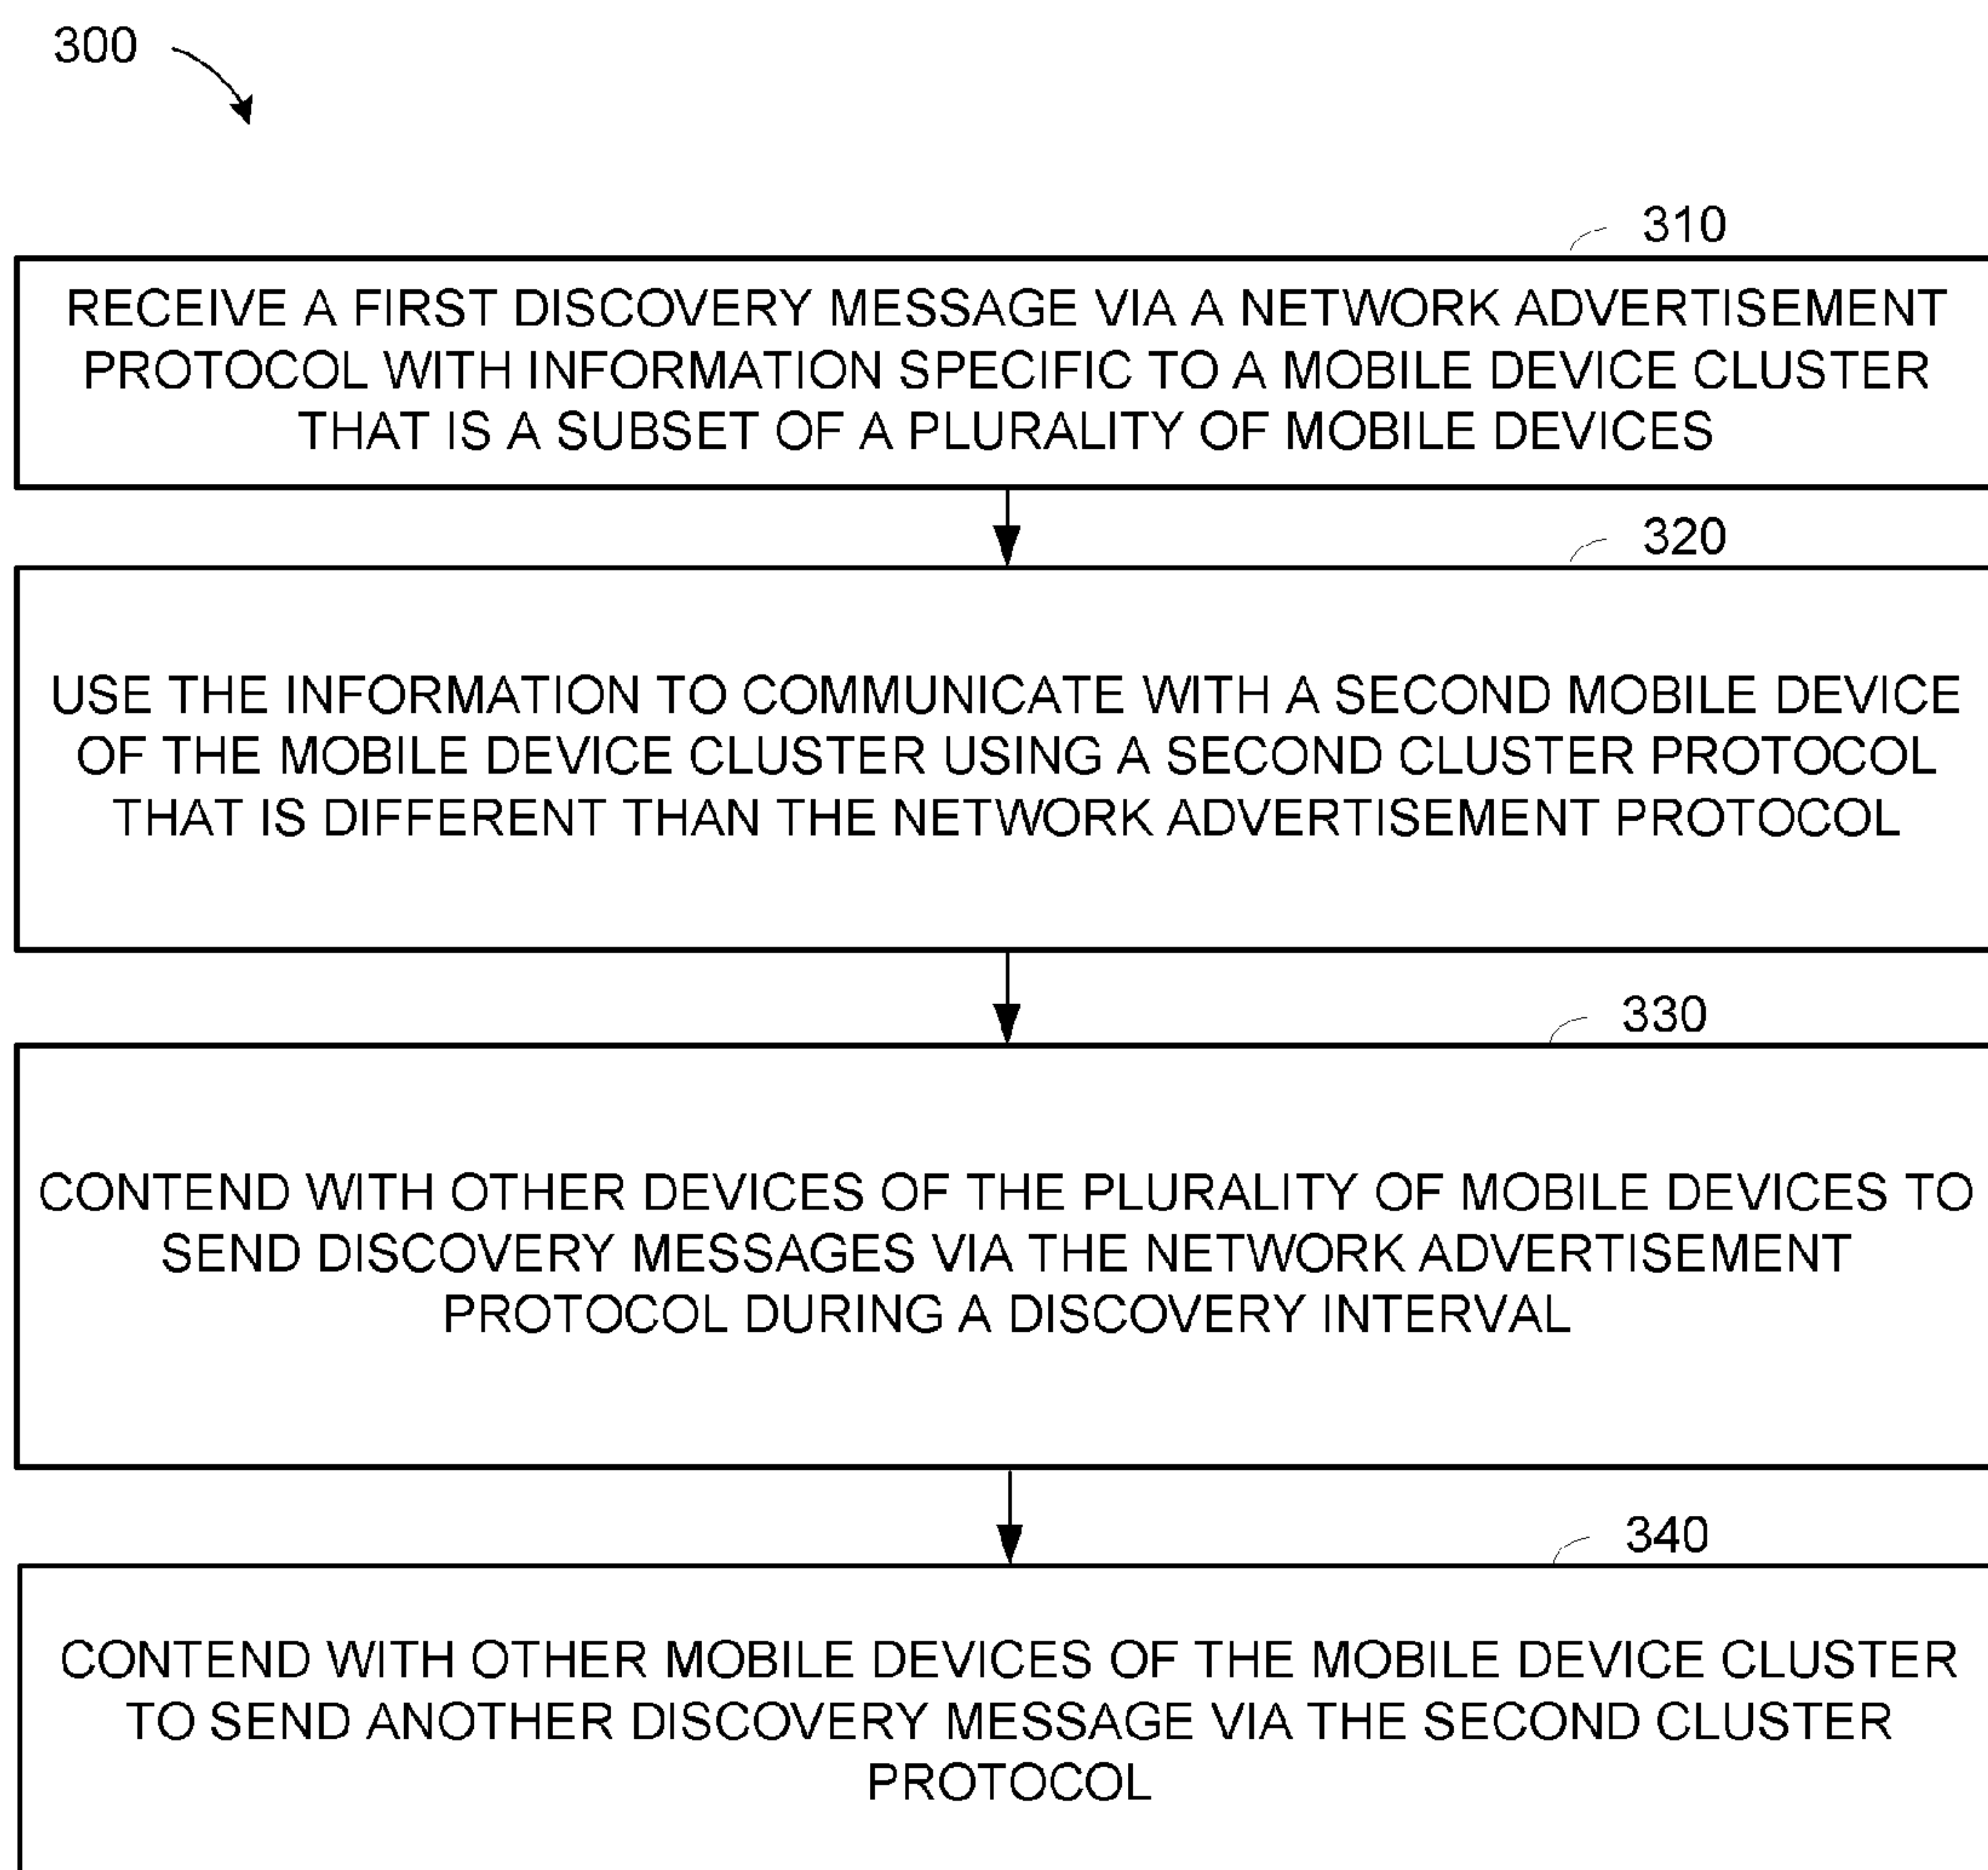 300
310
RECEIVE A FIRST DISCOVERY MESSAGE VIA A NETWORK ADVERTISEMENT
PROTOCOL WITH INFORMATION SPECIFIC TO A MOBILE DEVICE CLUSTER
THAT IS A SUBSET OF A PLURALITY OF MOBILE DEVICES
320
USE THE INFORMATION TO COMMUNICATE WITH A SECOND MOBILE DEVICE
OF THE MOBILE DEVICE CLUSTER USING A SECOND CLUSTER PROTOCOL
THAT IS DIFFERENT THAN THE NETWORK ADVERTISEMENT PROTOCOL
330
CONTEND WITH OTHER DEVICES OF THE PLURALITY OF MOBILE DEVICES TO
SEND DISCOVERY MESSAGES VIA THE NETWORK ADVERTISEMENT
PROTOCOL DURING A DISCOVERY INTERVAL
340
CONTEND WITH OTHER MOBILE DEVICES OF THE MOBILE DEVICE CLUSTER
TO SEND ANOTHER DISCOVERY MESSAGE VIA THE SECOND CLUSTER
PROTOCOL